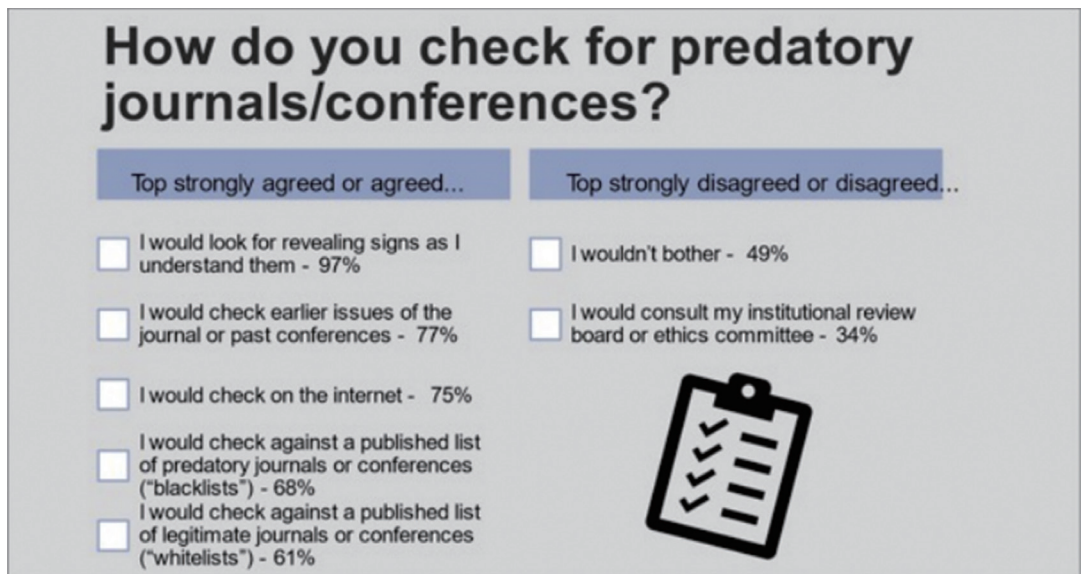 How do you check for predatory
journals/conferences?
Top strongly agreed or agreed...
I would look for revealing signs as I
understand them - 97%
I would check earlier issues of the
journal or past conferences - 77%
I would check on the internet - 75%
I would check against a published list
of predatory journals or conferences
("blacklists") - 68%
I would check against a published list
of legitimate journals or conferences
("whitelists") - 61%
Top strongly disagreed or disagreed...
I wouldn't bother - 49%
I would consult my institutional review
board or ethics committee - 34%